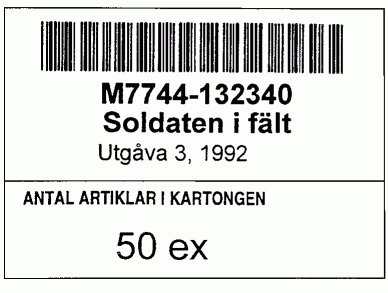 M7744-132340
Soldaten i fält
Utgåva 3, 1992
ANTAL ARTIKLAR I KARTONGEN
50 ex